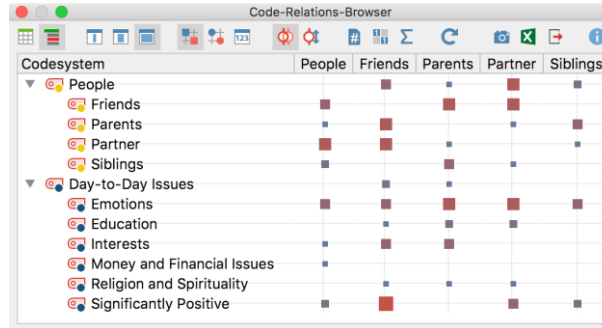 Code-Relations-Browser
123
#
Σ
Codesystem People Friends Parents Partner Siblings
People
Friends
Parents
Partner
Siblings
Day-to-Day Issues
Emotions
Education
Interests
Money and Financial Issues
Religion and Spirituality
Significantly Positive